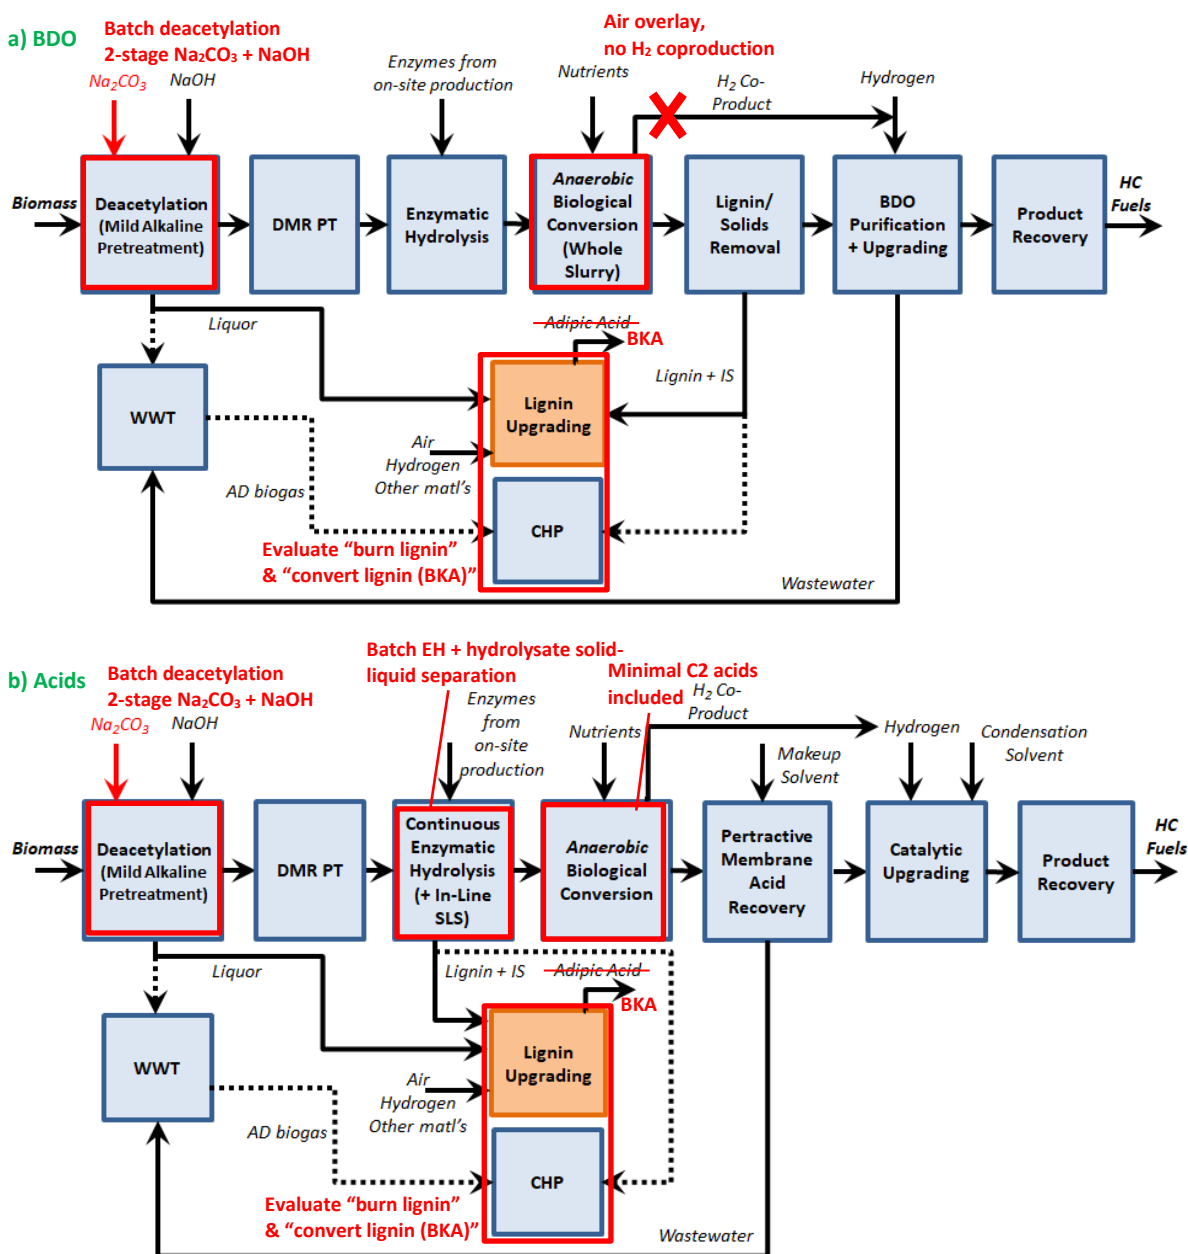 a) BDO
Batch deacetylation
2-stage Na₂CO₃ + NaOH
Air overlay,
no H₂ coproduction
Na₂CO₃
NaOH
Enzymes from
on-site production
Nutrients
H₂ Co-
Product
Hydrogen
Biomass
Deacetylation
(Mild Alkaline
Pretreatment)
DMR PT
Enzymatic
Hydrolysis
Anaerobic
Biological
Conversion
(Whole
Slurry)
Lignin/
Solids
Removal
BDO
Purification
+ Upgrading
Product
Recovery
HC
Fuels
Liquor
Adipic Acid
BKA
Lignin + IS
WWT
Lignin
Upgrading
Air
Hydrogen
Other matl's
AD biogas
CHP
Evaluate “burn lignin”
& “convert lignin (BKA)”
Wastewater
b) Acids
Batch deacetylation
2-stage Na₂CO₃ + NaOH
Batch EH + hydrolysate solid-
liquid separation
Minimal C2 acids
included
Na₂CO₃
NaOH
Enzymes
from
on-site
production
Nutrients
H₂ Co-
Product
Makeup
Solvent
Hydrogen
Condensation
Solvent
Biomass
Deacetylation
(Mild Alkaline
Pretreatment)
DMR PT
Continuous
Enzymatic
Hydrolysis
(+ In-Line
SLS)
Anaerobic
Biological
Conversion
Pertractive
Membrane
Acid
Recovery
Catalytic
Upgrading
Product
Recovery
HC
Fuels
Liquor
Lignin + IS
Adipic Acid
BKA
WWT
Lignin
Upgrading
Air
Hydrogen
Other matl's
AD biogas
CHP
Evaluate “burn lignin”
& “convert lignin (BKA)”
Wastewater